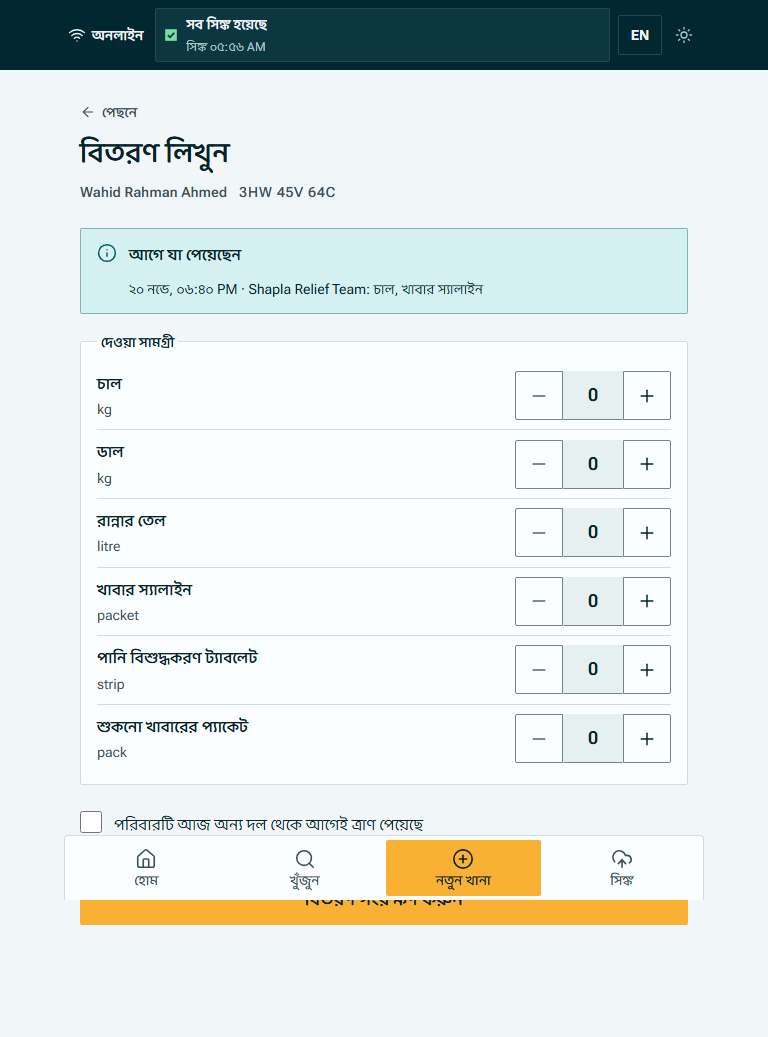 অনলাইন
সব সিঙ্ক হয়েছে
সিঙ্ক ০৫:৫৬ AM
EN
পেছনে
বিতরণ লিখুন
Wahid Rahman Ahmed 3HW 45V 64C
আগে যা পেয়েছেন
২০ নভে, ০৬:৪০ PM · Shapla Relief Team: চাল, খাবার স্যালাইন
দেওয়া সামগ্রী
চাল
kg
0
ডাল
kg
0
রান্নার তেল
litre
0
খাবার স্যালাইন
packet
0
পানি বিশুদ্ধকরণ ট্যাবলেট
strip
0
শুকনো খাবারের প্যাকেট
pack
0
পরিবারটি আজ অন্য দল থেকে আগেই ত্রাণ পেয়েছে
হোম
খুঁজুন
নতুন খানা
সিঙ্ক